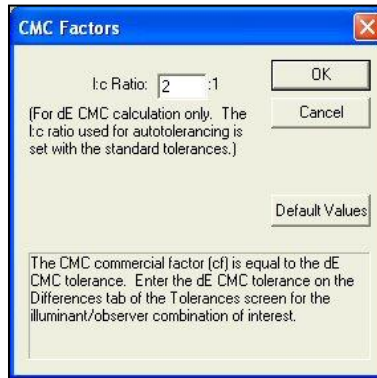 CMC Factors
l:c Ratio: 2 :1
OK
(For dE CMC calculation only. The
l:c ratio used for autotolerancing is
set with the standard tolerances.)
Cancel
Default Values
The CMC commercial factor (cf) is equal to the dE
CMC tolerance. Enter the dE CMC tolerance on the
Differences tab of the Tolerances screen for the
illuminant/observer combination of interest.